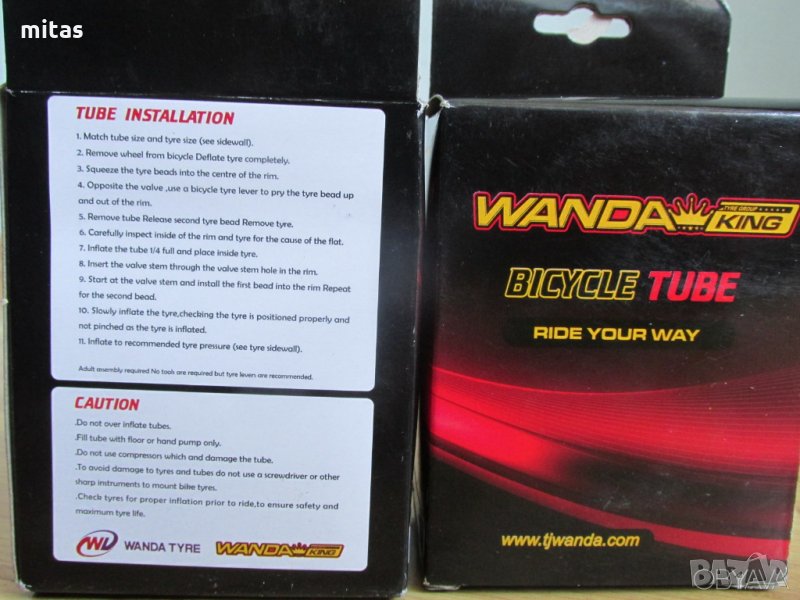 mitas
TUBE INSTALLATION
1. Match tube size and tyre size (see sidewall).
2. Remove wheel from bicycle Deflate tyre completely.
3. Squeeze the tyre beads into the centre of the rim.
4. Opposite the valve ,use a bicycle tyre lever to pry the tyre bead up
and out of the rim.
5. Remove tube Release second tyre bead Remove tyre.
6. Carefully inspect inside of the rim and tyre for the cause of the flat.
7. Inflate the tube 1/4 full and place inside tyre.
8. Insert the valve stem through the valve stem hole in the rim.
9. Start at the valve stem and install the first bead into the rim Repeat
for the second bead.
10. Slowly inflate the tyre,checking the tyre is positioned properly and
not pinched as the tyre is inflated.
11. Inflate to recommended tyre pressure (see tyre sidewall).
Adult assembly required No tools are required but tyre levers are recommended.
CAUTION
.Do not over inflate tubes.
.Fill tube with floor or hand pump only.
.Do not use compressors which and damage the tube.
.To avoid damage to tyres and tubes do not use a screwdriver or other
sharp instruments to mount bike tyres.
.Check tyres for proper inflation prior to ride,to ensure safety and
maximum tyre life.
WANDA TYRE
WANDA KING
WANDA
TYRE GROUP
KING
BICYCLE TUBE
RIDE YOUR WAY
www.tjwanda.com
BAZAR
OBYAVI